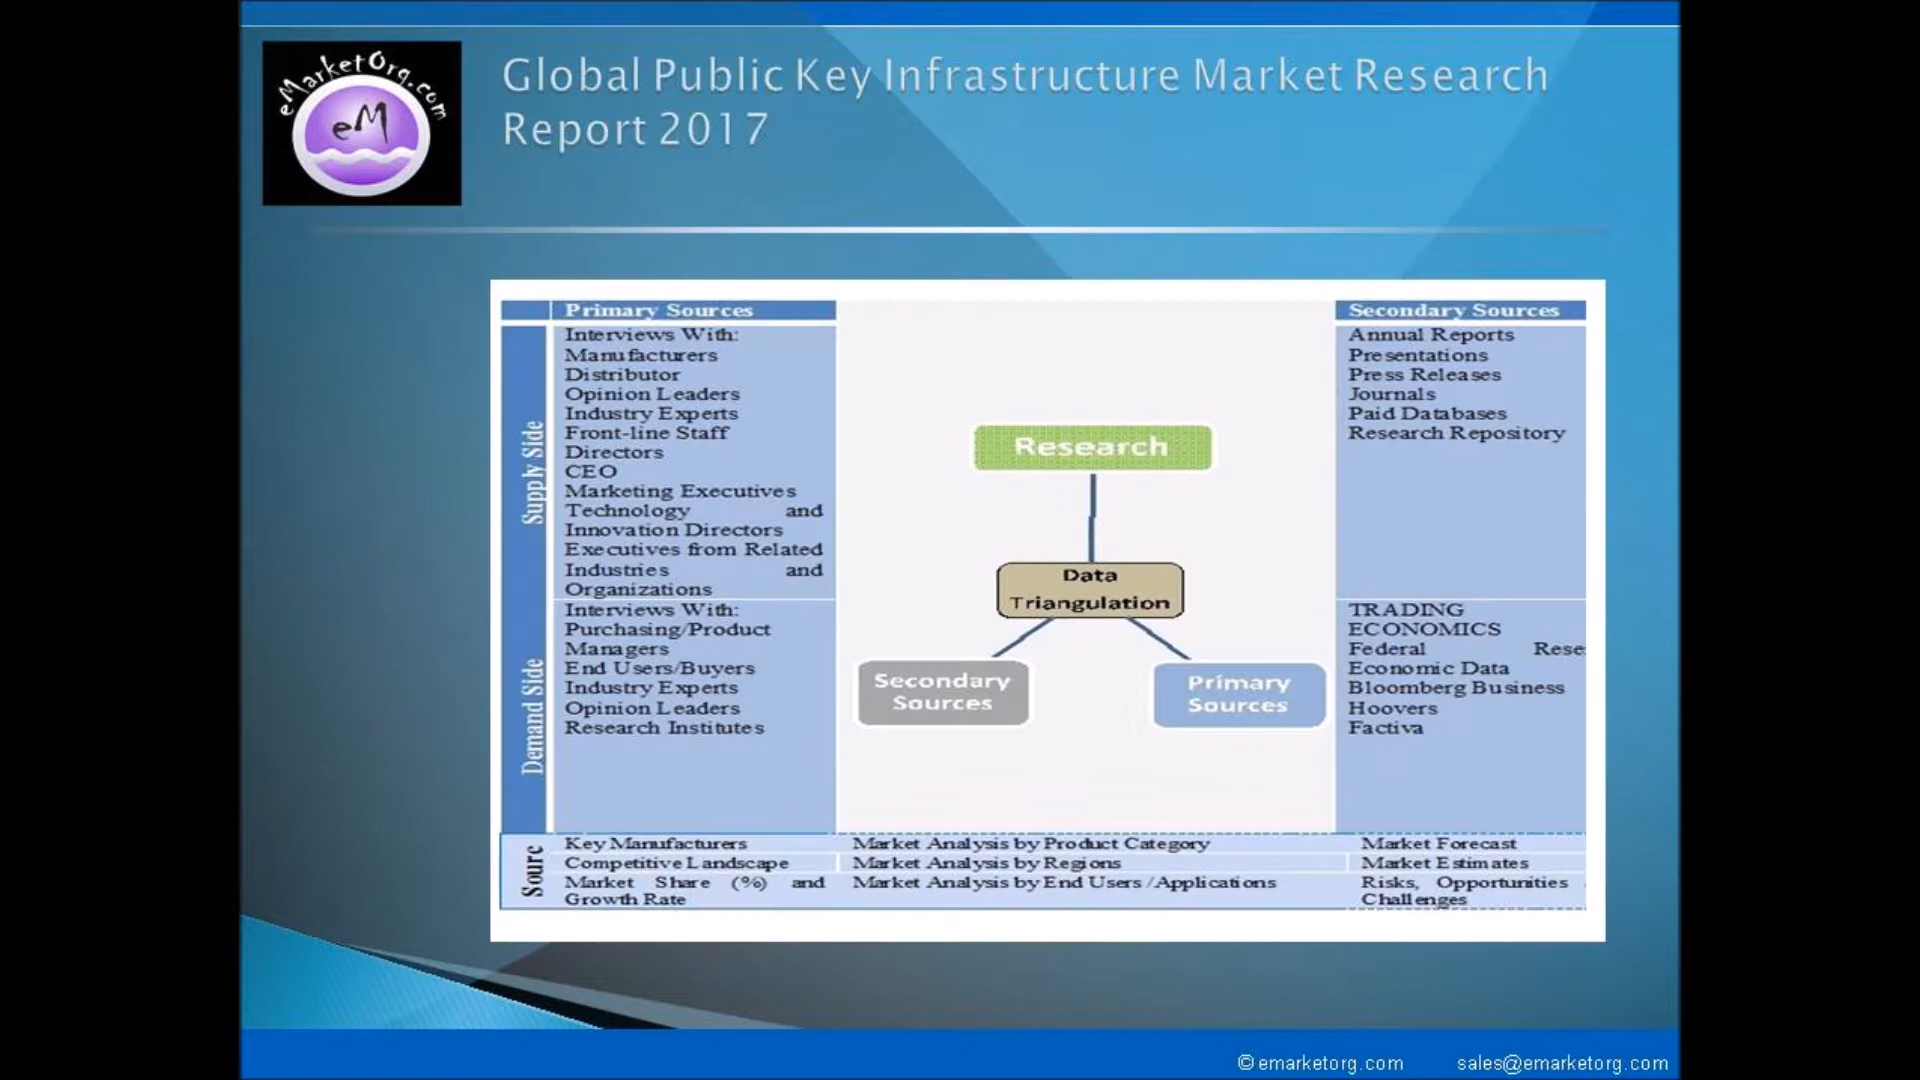 eMarketOrg.com
eM
Global Public Key Infrastructure Market Research
Report 2017
Primary Sources
Supply Side
Interviews With:
Manufacturers
Distributor
Opinion Leaders
Industry Experts
Front-line Staff
Directors
CEO
Marketing Executives
Technology and
Innovation Directors
Executives from Related
Industries and
Organizations
Demand Side
Interviews With:
Purchasing/Product
Managers
End Users/Buyers
Industry Experts
Opinion Leaders
Research Institutes
Research
Data
Triangulation
Secondary
Sources
Primary
Sources
Secondary Sources
Annual Reports
Presentations
Press Releases
Journals
Paid Databases
Research Repository
TRADING
ECONOMICS
Federal Rese
Economic Data
Bloomberg Business
Hoovers
Factiva
Sourc
Key Manufacturers
Competitive Landscape
Market Share (%) and
Growth Rate
Market Analysis by Product Category
Market Analysis by Regions
Market Analysis by End Users /Applications
Market Forecast
Market Estimates
Risks, Opportunities
Challenges
© emarketorg.com sales@emarketorg.com